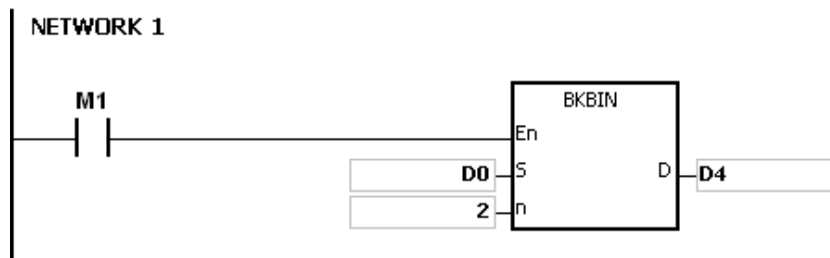 NETWORK 1
M1
BKBIN
En
D0 S D D4
2 n